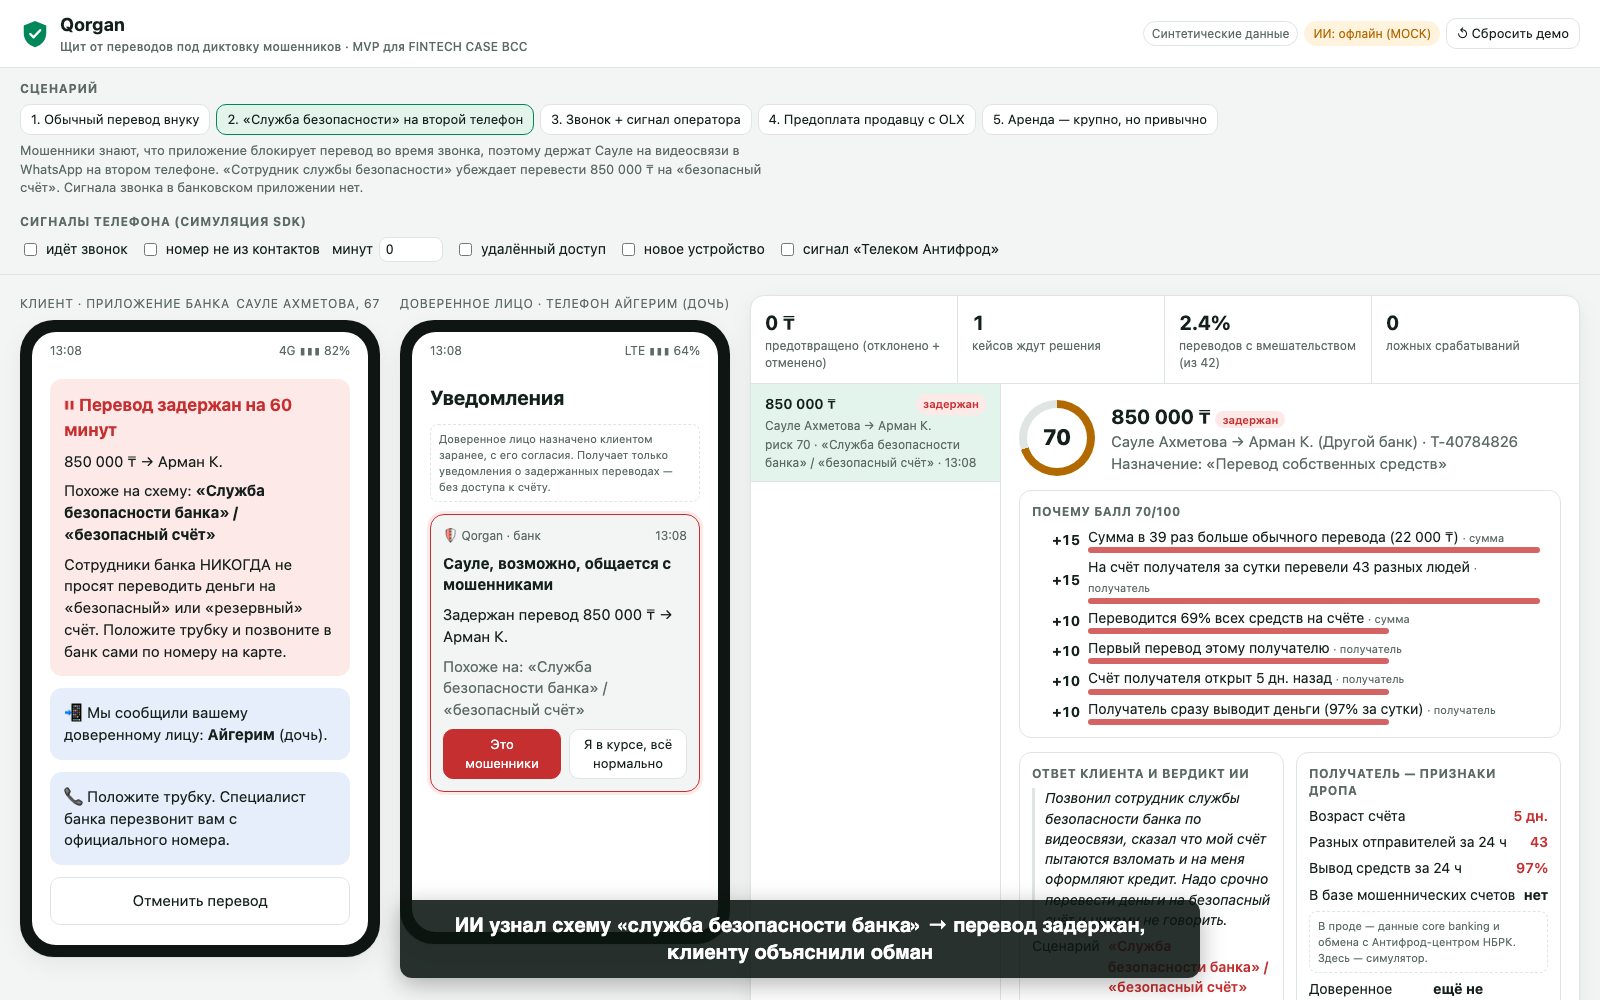 Qorgan
Щит от переводов под диктовку мошенников · MVP для FINTECH CASE BCC
Синтетические данные
ИИ: офлайн (MOCK)
↺ Сбросить демо
СЦЕНАРИЙ
1. Обычный перевод внуку
2. «Служба безопасности» на второй телефон
3. Звонок + сигнал оператора
4. Предоплата продавцу с OLX
5. Аренда — крупно, но привычно
Мошенники знают, что приложение блокирует перевод во время звонка, поэтому держат Сауле на видеосвязи в
WhatsApp на втором телефоне. «Сотрудник службы безопасности» убеждает перевести 850 000 ₸ на «безопасный
счёт». Сигнала звонка в банковском приложении нет.
СИГНАЛЫ ТЕЛЕФОНА (СИМУЛЯЦИЯ SDK)
идёт звонок
номер не из контактов
минут 0
удалённый доступ
новое устройство
сигнал «Телеком Антифрод»
КЛИЕНТ · ПРИЛОЖЕНИЕ БАНКА САУЛЕ АХМЕТОВА, 67
13:08 4G 82%
Перевод задержан на 60
минут
850 000 ₸ → Арман К.
Похоже на схему: «Служба
безопасности банка» /
«безопасный счёт»
Сотрудники банка НИКОГДА не
просят переводить деньги на
«безопасный» или «резервный»
счёт. Положите трубку и позвоните в
банк сами по номеру на карте.
Мы сообщили вашему
доверенному лицу: Айгерим (дочь).
Положите трубку. Специалист
банка перезвонит вам с
официального номера.
Отменить перевод
ДОВЕРЕННОЕ ЛИЦО · ТЕЛЕФОН АЙГЕРИМ (ДОЧЬ)
13:08 LTE 64%
Уведомления
Доверенное лицо назначено клиентом
заранее, с его согласия. Получает только
уведомления о задержанных переводах —
без доступа к счёту.
Qorgan · банк 13:08
Сауле, возможно, общается с
мошенниками
Задержан перевод 850 000 ₸ →
Арман К.
Похоже на: «Служба
безопасности банка» /
«безопасный счёт»
Это
мошенники
Я в курсе, всё
нормально
0 ₸
предотвращено (отклонено +
отменено)
1
кейсов ждут решения
2.4%
переводов с вмешательством
(из 42)
0
ложных срабатываний
850 000 ₸ задержан
Сауле Ахметова → Арман К.
риск 70 · «Служба безопасности
банка» / «безопасный счёт» · 13:08
70
850 000 ₸ задержан
Сауле Ахметова → Арман К. (Другой банк) · T-40784826
Назначение: «Перевод собственных средств»
ПОЧЕМУ БАЛЛ 70/100
+15 Сумма в 39 раз больше обычного перевода (22 000 ₸) · сумма
+15 На счёт получателя за сутки перевели 43 разных людей ·
получатель
+10 Переводится 69% всех средств на счёте · сумма
+10 Первый перевод этому получателю · получатель
+10 Счёт получателя открыт 5 дн. назад · получатель
+10 Получатель сразу выводит деньги (97% за сутки) · получатель
ОТВЕТ КЛИЕНТА И ВЕРДИКТ ИИ
Позвонил сотрудник службы
безопасности банка по
видеосвязи, сказал что мой счёт
пытаются взломать и на меня
оформляют кредит. Надо срочно
перевести деньги на безопасный
счёт и никому не говорить.
Сценарий «Служба
безопасности банка» /
«безопасный счёт»
ПОЛУЧАТЕЛЬ — ПРИЗНАКИ
ДРОПА
Возраст счёта 5 дн.
Разных отправителей за 24 ч 43
Вывод средств за 24 ч 97%
В базе мошеннических счетов нет
В проде — данные core banking и
обмена с Антифрод-центром НБРК.
Здесь — симулятор.
Доверенное ещё не
ИИ узнал схему «служба безопасности банка» → перевод задержан,
клиенту объяснили обман